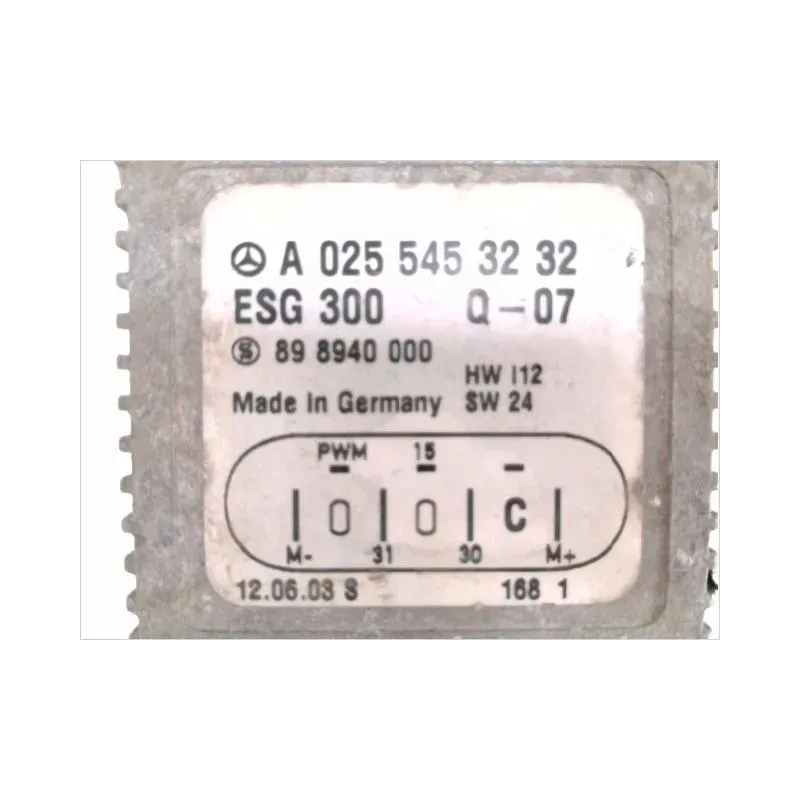 A 025 545 32 32
ESG 300 Q-07
S 89 8940 000
HW I12
Made In Germany SW 24
PWM 15
C
M- 31 30 M+
12.06.03 S 168 1